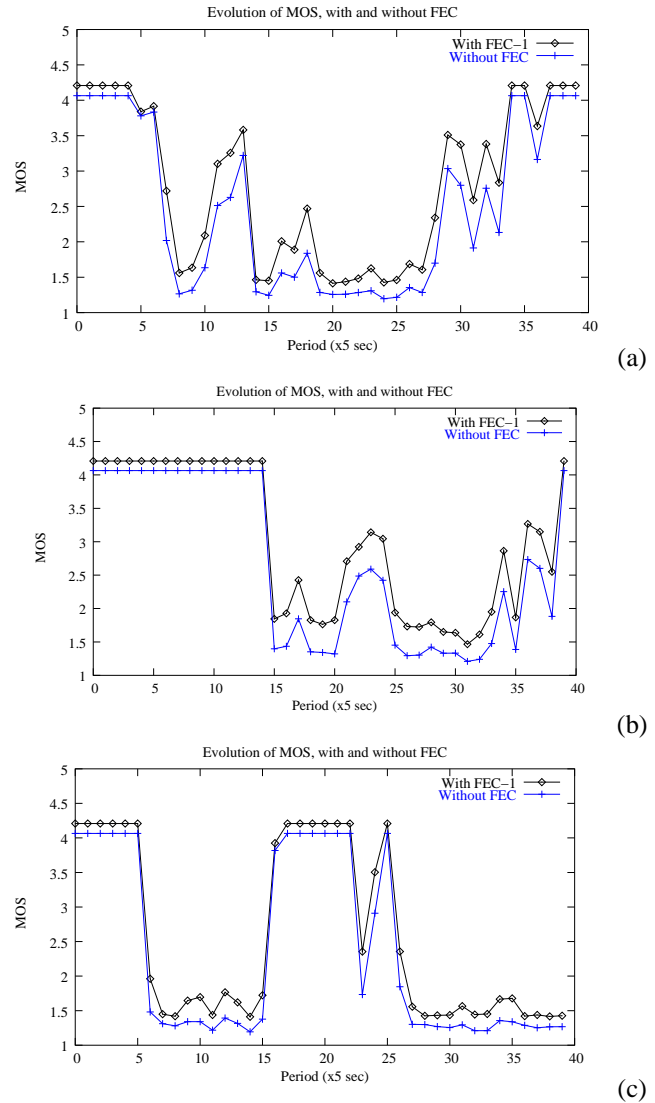 Evolution of MOS, with and without FEC
5
4.5
4
3.5
3
2.5
2
1.5
1
MOS
With FEC-1
Without FEC
0 5 10 15 20 25 30 35 40
Period (x5 sec)
(a)
Evolution of MOS, with and without FEC
5
4.5
4
3.5
3
2.5
2
1.5
1
MOS
With FEC-1
Without FEC
0 5 10 15 20 25 30 35 40
Period (x5 sec)
(b)
Evolution of MOS, with and without FEC
5
4.5
4
3.5
3
2.5
2
1.5
1
MOS
With FEC-1
Without FEC
0 5 10 15 20 25 30 35 40
Period (x5 sec)
(c)